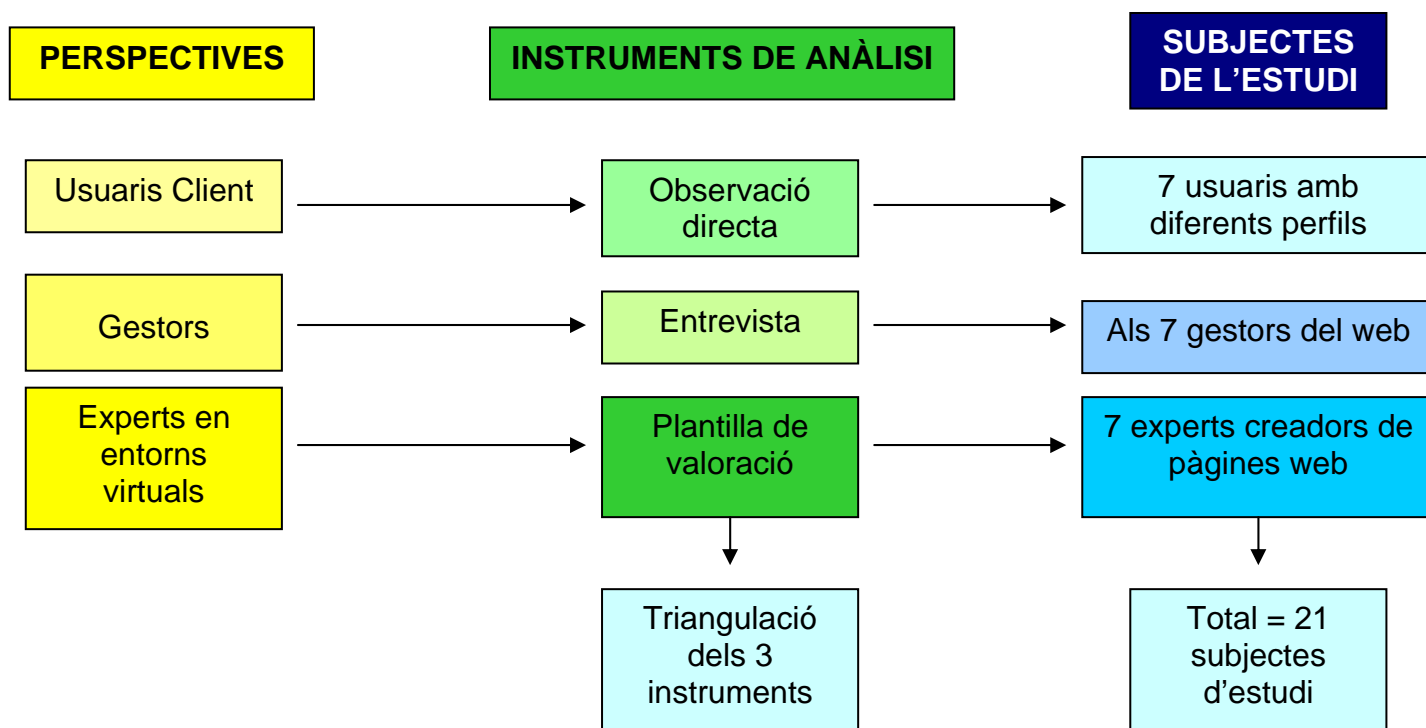 PERSPECTIVES
INSTRUMENTS DE ANÀLISI
SUBJECTES
DE L'ESTUDI
Usuaris Client
Observació
directa
7 usuaris amb
diferents perfils
Gestors
Entrevista
Als 7 gestors del web
Experts en
entorns
virtuals
Plantilla de
valoració
7 experts creadors de
pàgines web
Triangulació
dels 3
instruments
Total = 21
subjectes
d'estudi